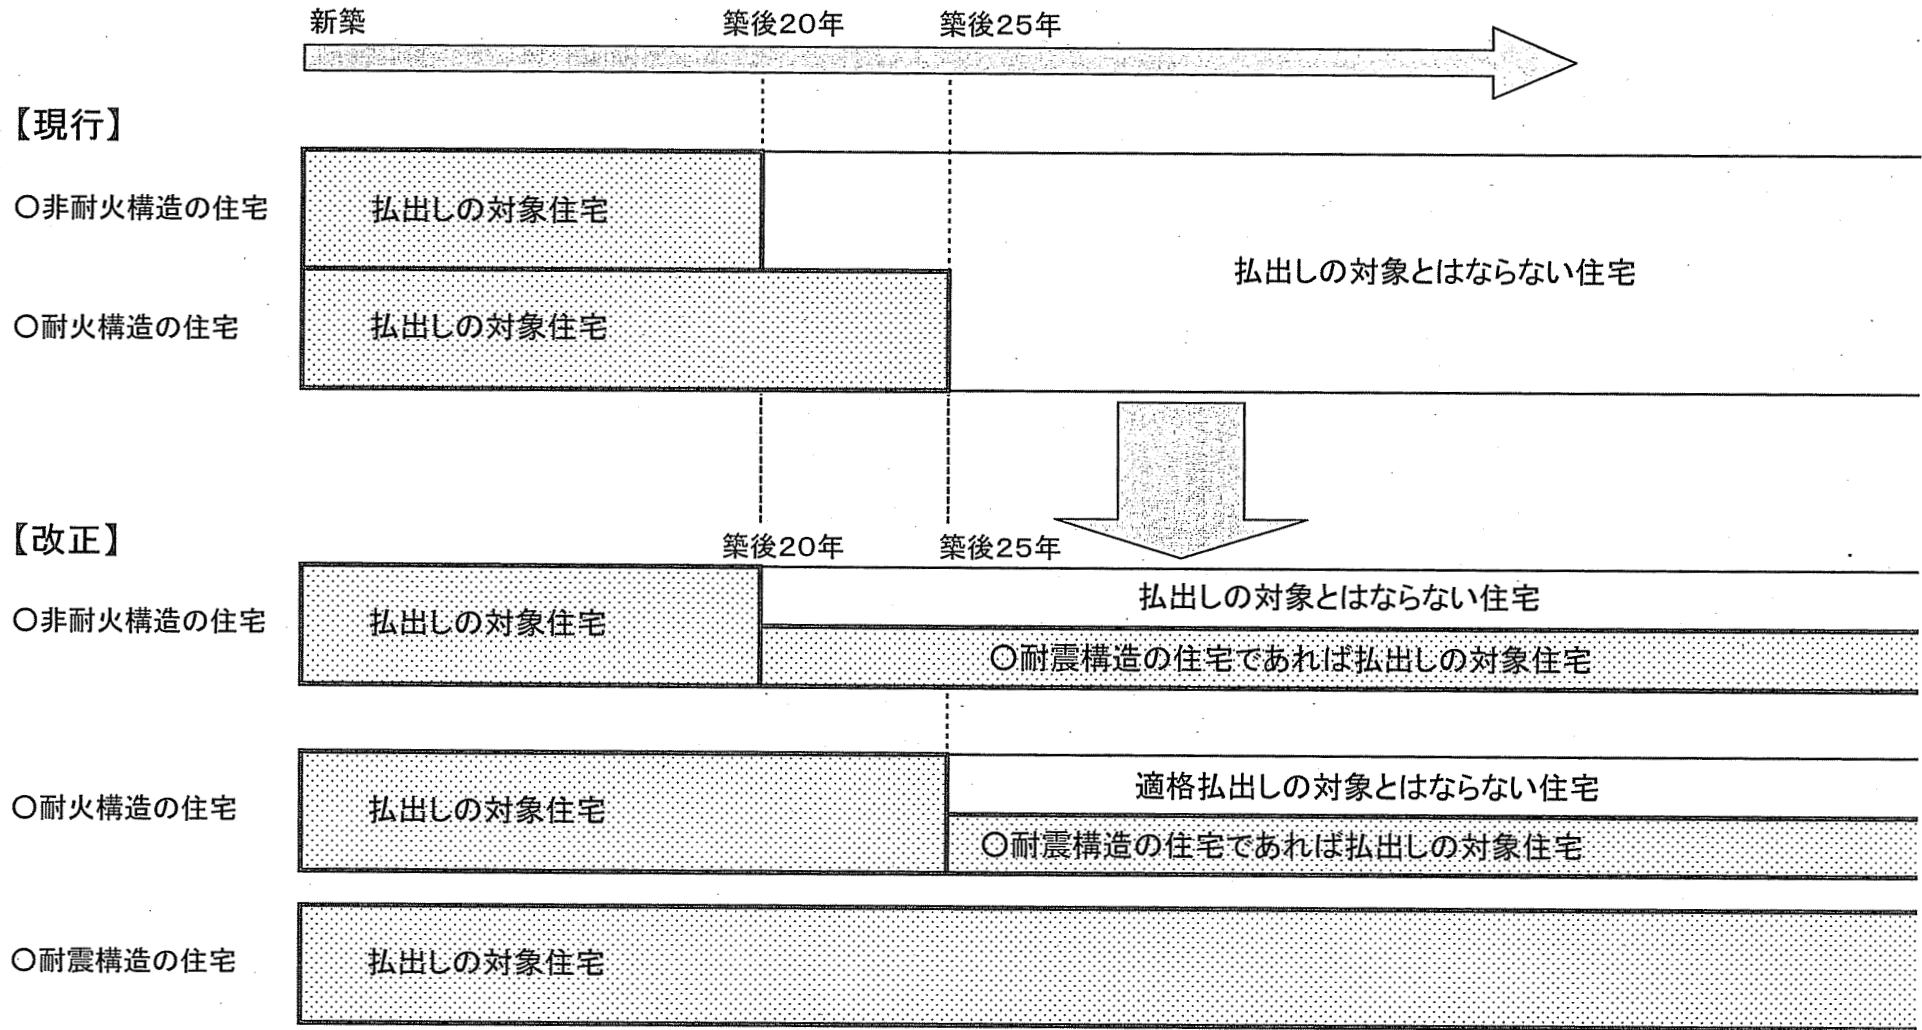 新築
築後20年
築後25年
【現行】
○非耐火構造の住宅
払出しの対象住宅
払出しの対象とはならない住宅
○耐火構造の住宅
払出しの対象住宅
【改正】
築後20年
築後25年
○非耐火構造の住宅
払出しの対象住宅
払出しの対象とはならない住宅
○耐震構造の住宅であれば払出しの対象住宅
○耐火構造の住宅
払出しの対象住宅
適格払出しの対象とはならない住宅
○耐震構造の住宅であれば払出しの対象住宅
○耐震構造の住宅
払出しの対象住宅